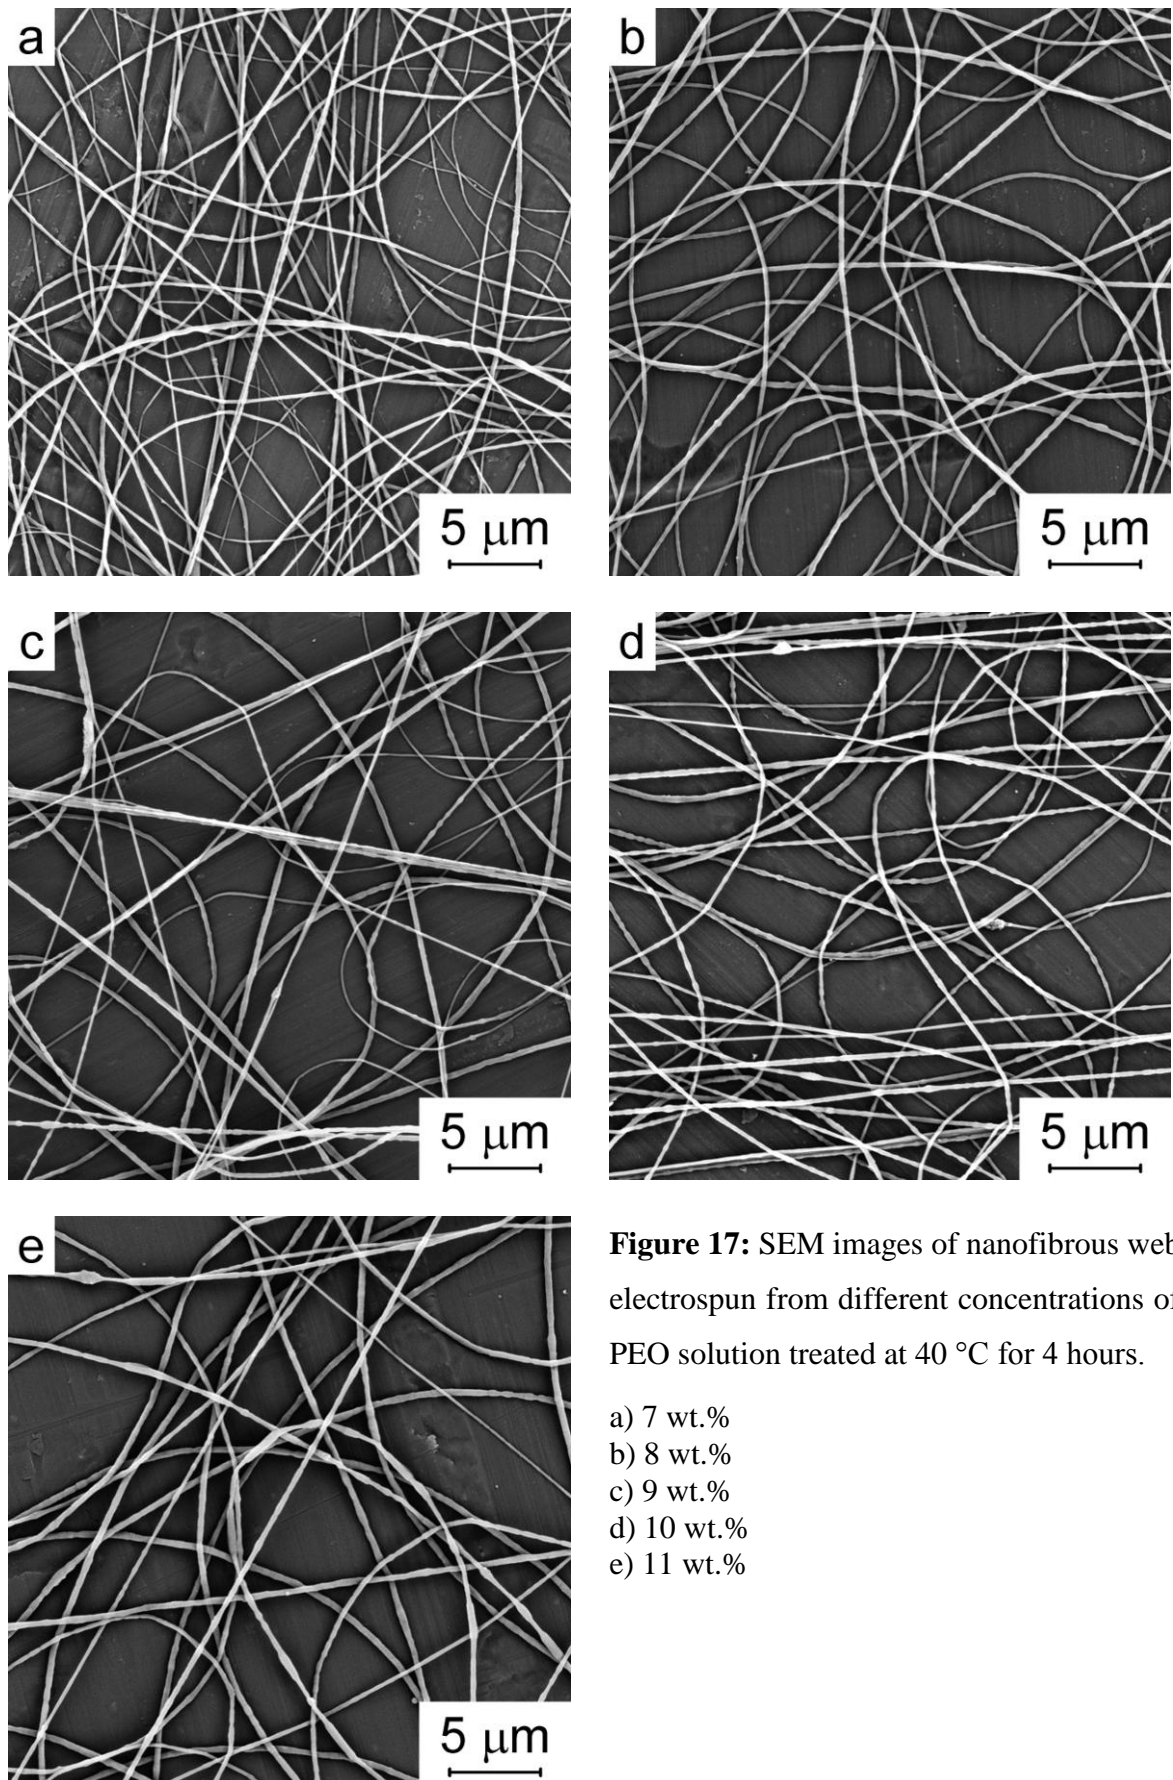 a
b
5 μm
5 μm
c
d
5 μm
5 μm
e
Figure 17: SEM images of nanofibrous web
electrospun from different concentrations of
PEO solution treated at 40 °C for 4 hours.
a) 7 wt.%
b) 8 wt.%
c) 9 wt.%
d) 10 wt.%
e) 11 wt.%
5 μm